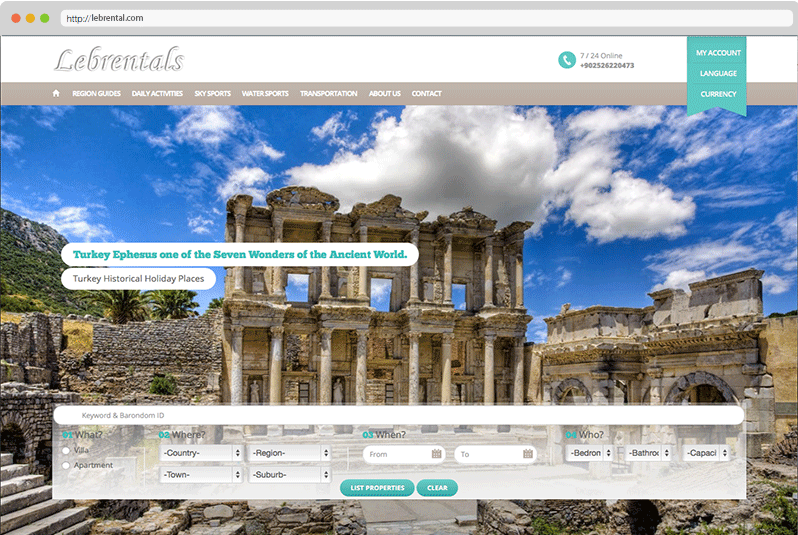 http://lebrental.com
Lebrentals
7 / 24 Online
+902526220473
MY ACCOUNT
LANGUAGE
CURRENCY
REGION GUIDES DAILY ACTIVITIES SKY SPORTS WATER SPORTS TRANSPORTATION ABOUT US CONTACT
Turkey Ephesus one of the Seven Wonders of the Ancient World.
Turkey Historical Holiday Places
Keyword & Barondom ID
01 What? 02 Where? 03 When? 04 Who?
Villa -Country- -Region- From To -Bedrom -Bathroc -Capaci
Apartment
-Town- -Suburb-
LIST PROPERTIES CLEAR